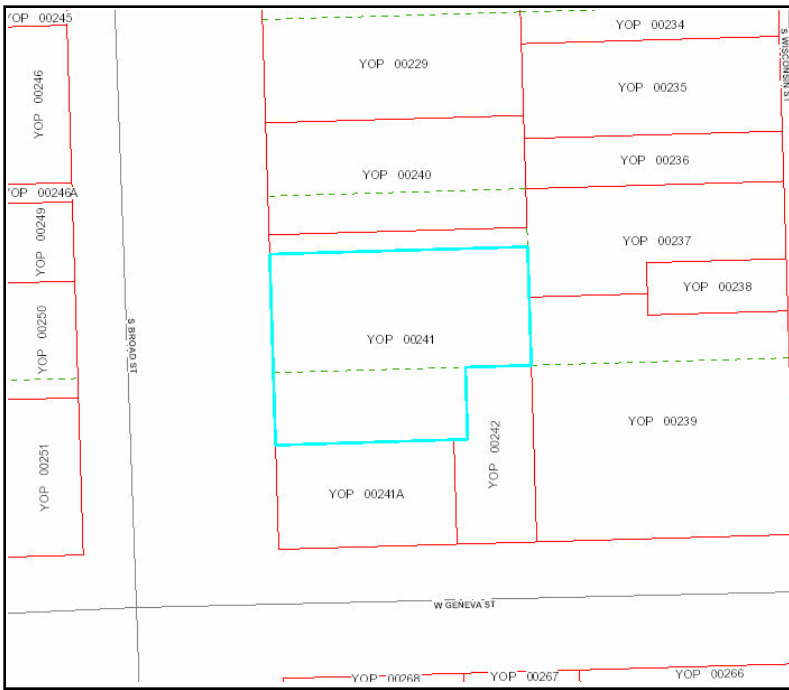 YOP 00245
YOP 00234
S WISCONSIN ST
YOP 00229
YOP 00246
YOP 00235
YOP 00236
YOP 00240
YOP 00246A
YOP 00249
YOP 00237
YOP 00238
YOP 00250
S BROAD ST
YOP 00241
YOP 00239
YOP 00242
YOP 00251
YOP 00241A
W GENEVA ST
YOP 00268
YOP 00267
YOP 00266